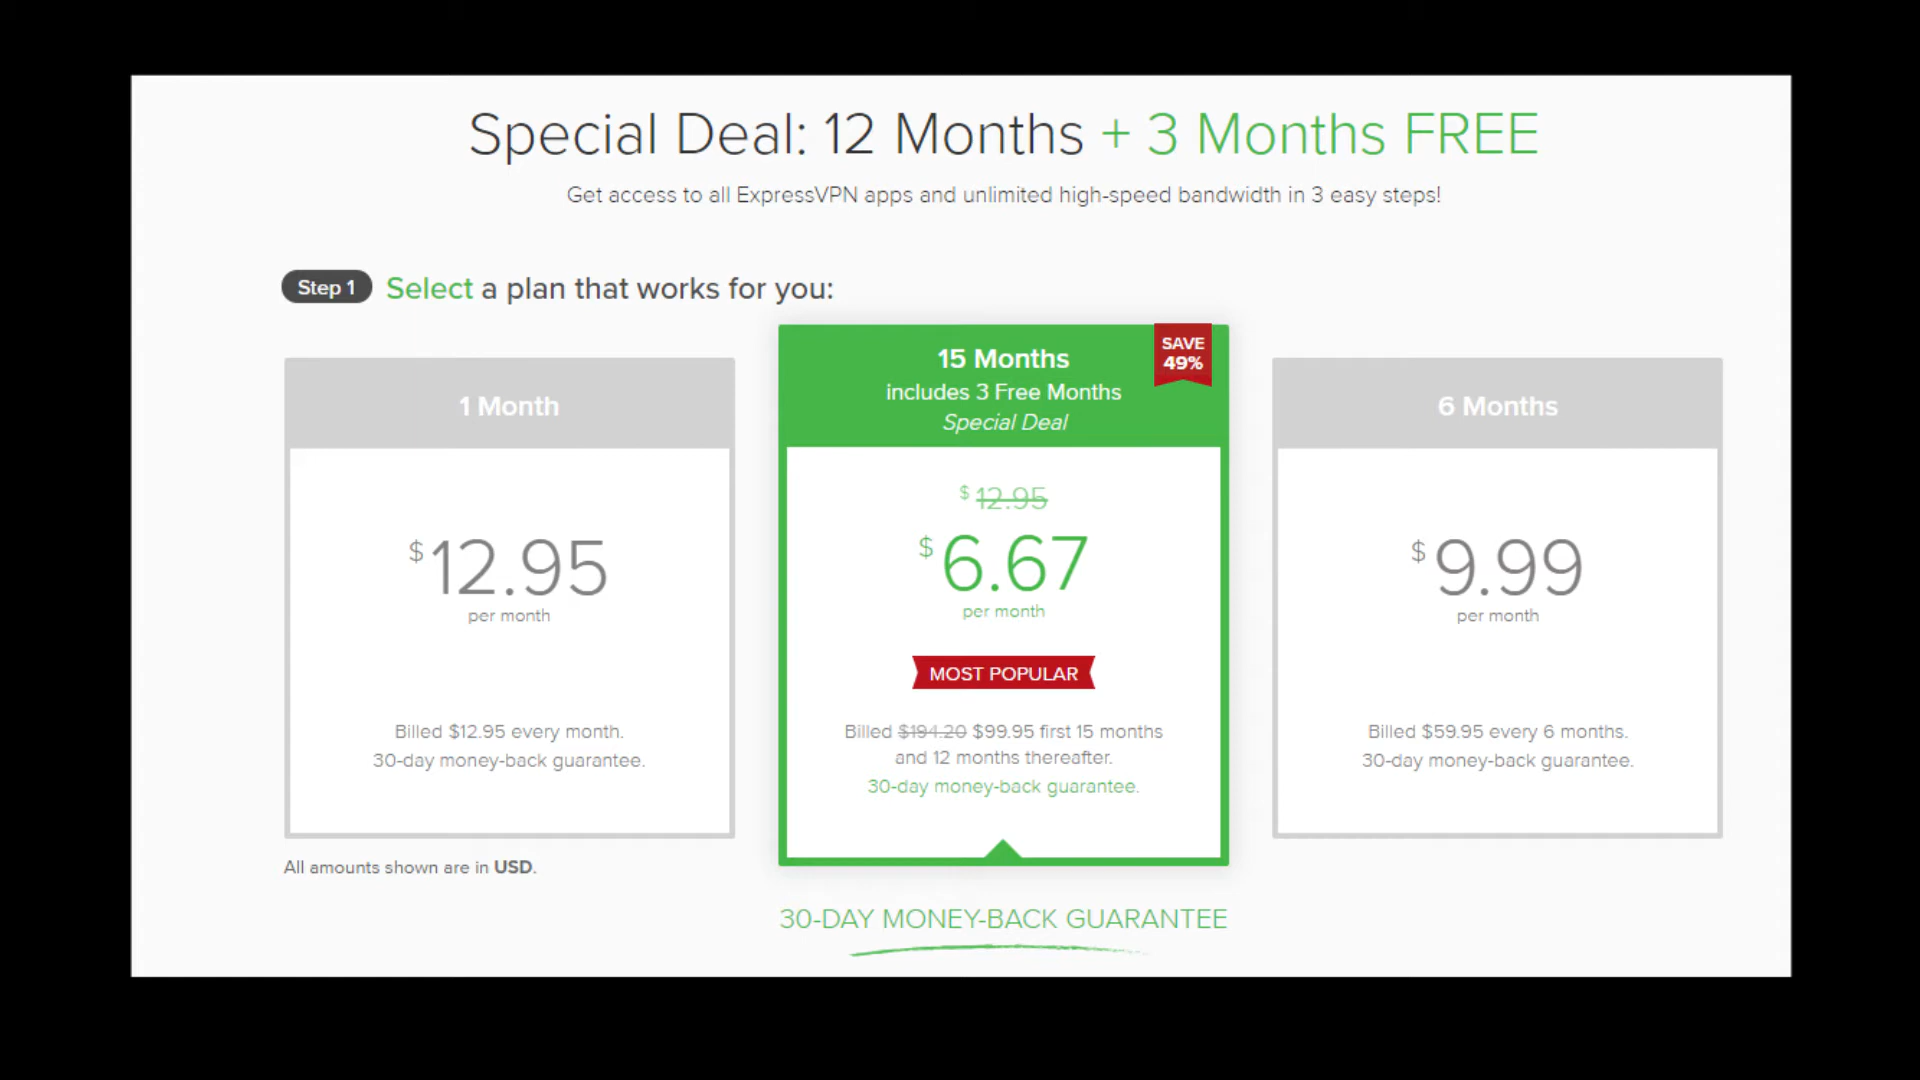 Special Deal: 12 Months + 3 Months FREE
Get access to all ExpressVPN apps and unlimited high-speed bandwidth in 3 easy steps!
Step 1 Select a plan that works for you:
1 Month
$12.95
per month
Billed $12.95 every month.
30-day money-back guarantee.
15 Months
includes 3 Free Months
Special Deal
SAVE
49%
$12.95
$6.67
per month
MOST POPULAR
Billed $194.20 $99.95 first 15 months
and 12 months thereafter.
30-day money-back guarantee.
6 Months
$9.99
per month
Billed $59.95 every 6 months.
30-day money-back guarantee.
All amounts shown are in USD.
30-DAY MONEY-BACK GUARANTEE